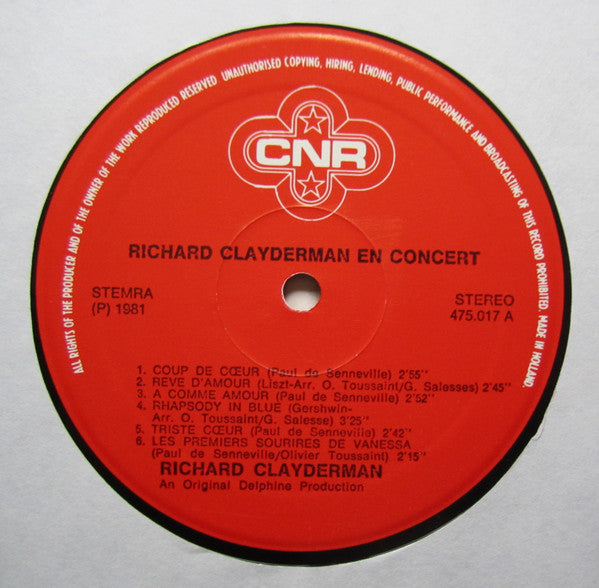 ALL RIGHTS OF THE PRODUCER AND OF THE OWNER OF THE WORK REPRODUCED RESERVED UNAUTHORISED COPYING, HIRING, LENDING, PUBLIC PERFORMANCE AND BROADCASTING OF THIS RECORD PROHIBITED MADE IN HOLLAND.
CNR
RICHARD CLAYDERMAN EN CONCERT
STEMRA
(P) 1981
STEREO
475.017 A
1. COUP DE CŒUR (Paul de Senneville) 2'55''
2. REVE D'AMOUR (Liszt-Arr. O. Toussaint/G. Salesses) 2'45''
3. A COMME AMOUR (Paul de Senneville) 2'52''
4. RHAPSODY IN BLUE (Gershwin-
Arr. O. Toussaint/G. Salesse) 3'25''
5. TRISTE CŒUR (Paul de Senneville) 2'42''
6. LES PREMIERS SOURIRES DE VANESSA
(Paul de Senneville/Olivier Toussaint) 2'15''
RICHARD CLAYDERMAN
An Original Delphine Production